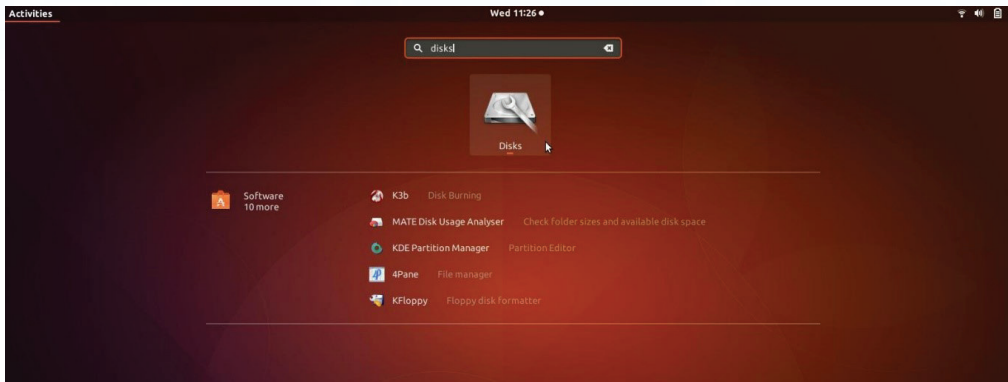 Activities
Wed 11:26
disks
Disks
Software
10 more
K3b Disk Burning
MATE Disk Usage Analyser Check folder sizes and available disk space
KDE Partition Manager Partition Editor
4Pane File manager
KFloppy Floppy disk formatter